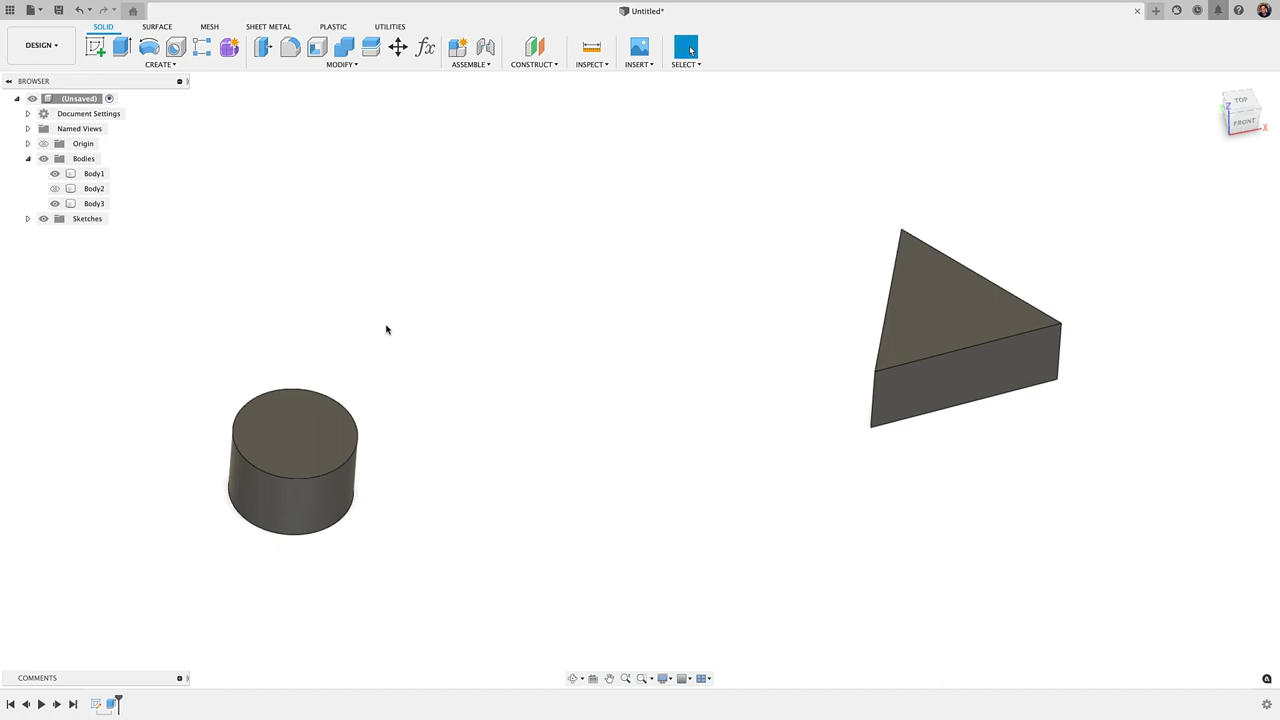 Untitled*
SOLID SURFACE MESH SHEET METAL PLASTIC UTILITIES
DESIGN
CREATE MODIFY ASSEMBLE CONSTRUCT INSPECT INSERT SELECT
BROWSER
(Unsaved)
Document Settings
Named Views
Origin
Bodies
Body1
Body2
Body3
Sketches
TOP
FRONT
Z
X
COMMENTS